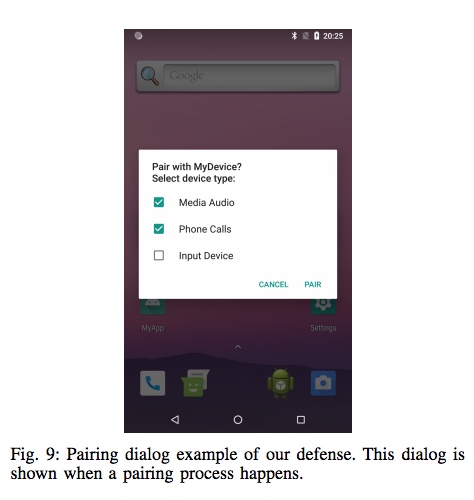 20:25
Google
Pair with MyDevice?
Select device type:
Media Audio
Phone Calls
Input Device
CANCEL PAIR
MyApp Settings
Fig. 9: Pairing dialog example of our defense. This dialog is
shown when a pairing process happens.